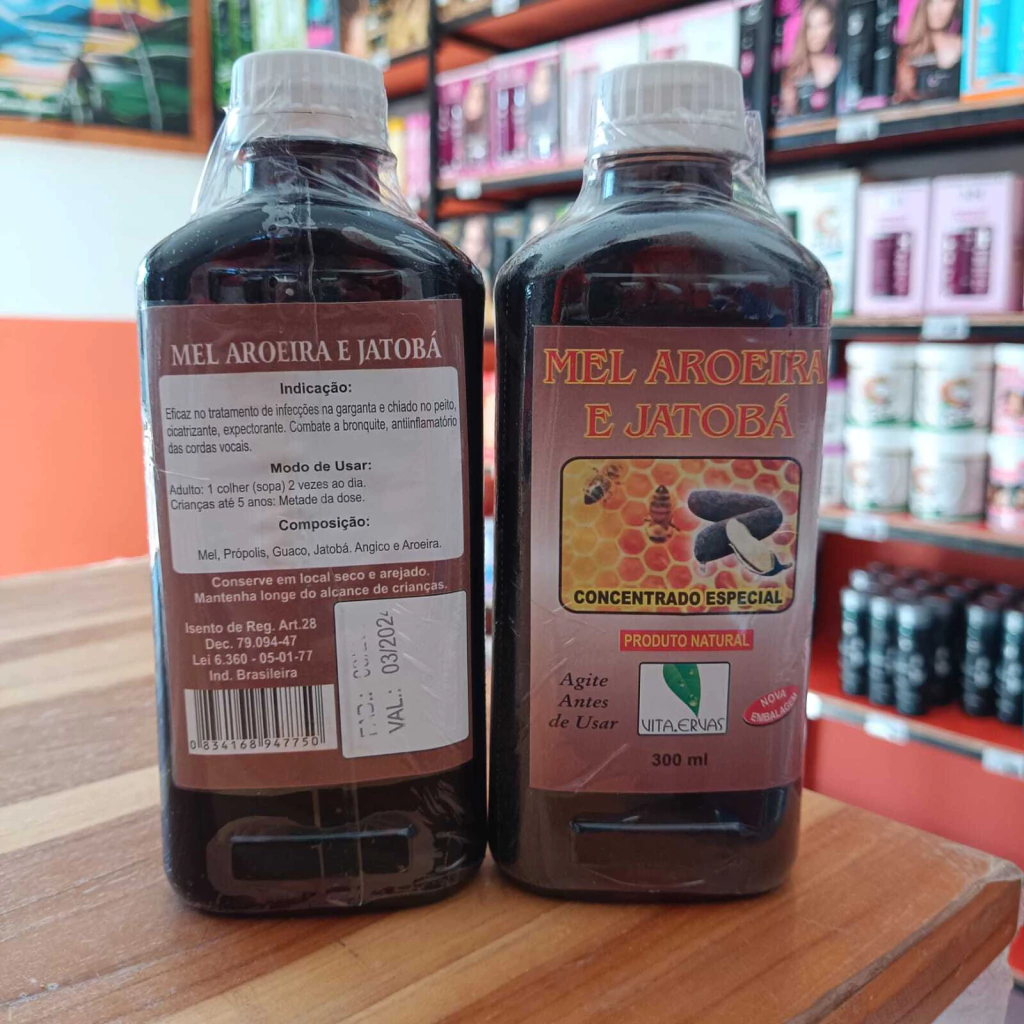 MEL AROEIRA E JATOBÁ
Indicação:
Eficaz no tratamento de infecções na garganta e chiado no peito,
cicatrizante, expectorante. Combate a bronquite, antiinflamatório
das cordas vocais.
Modo de Usar:
Adulto: 1 colher (sopa) 2 vezes ao dia.
Crianças até 5 anos: Metade da dose.
Composição:
Mel, Própolis, Guaco, Jatobá. Angico e Aroeira.
Conserve em local seco e arejado.
Mantenha longe do alcance de crianças.
Isento de Reg. Art.28
Dec. 79.094-47
Lei 6.360 - 05-01-77
Ind. Brasileira
0 834168 947750
FAB.:
VAL.: 03/2024
MEL AROEIRA
E JATOBÁ
CONCENTRADO ESPECIAL
PRODUTO NATURAL
Agite
Antes
de Usar
VITA.ERVAS
NOVA
EMBALAGEM
300 ml